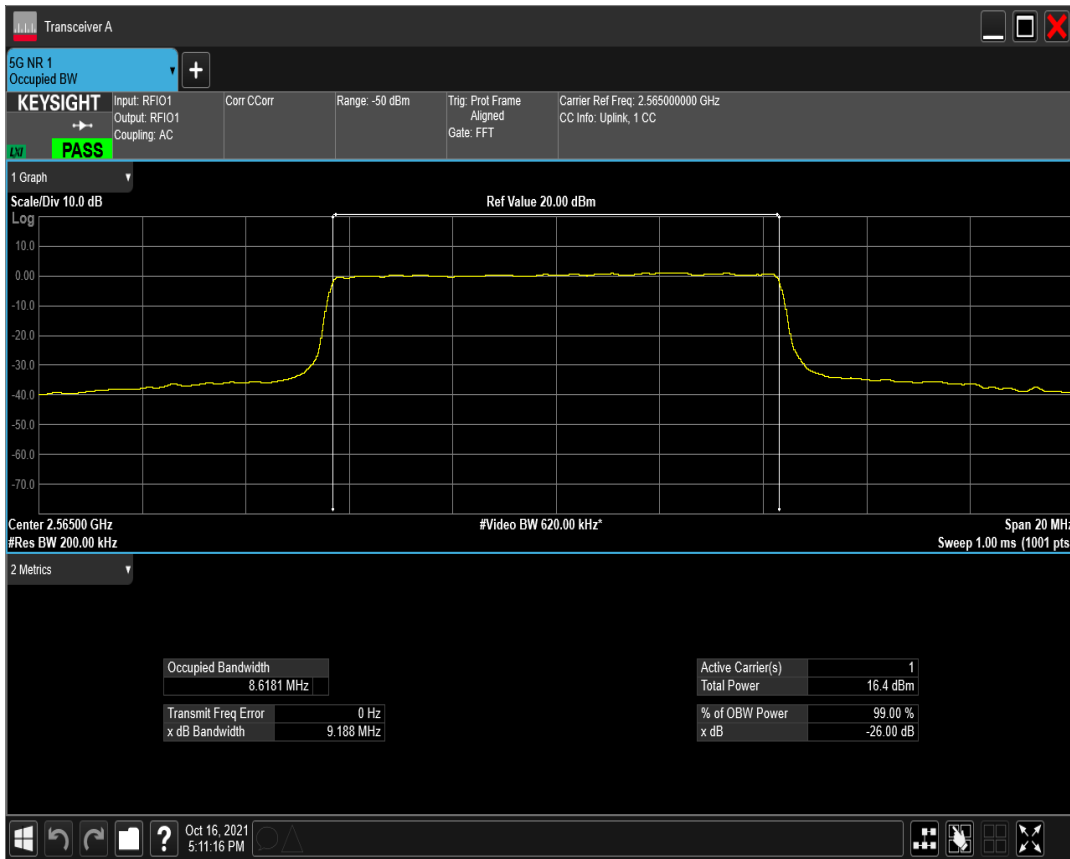 Transceiver A
5G NR 1
Occupied BW
+
KEYSIGHT
LXI
PASS
Input: RFIO1
Output: RFIO1
Coupling: AC
Corr CCorr
Range: -50 dBm
Trig: Prot Frame
Aligned
Gate: FFT
Carrier Ref Freq: 2.565000000 GHz
CC Info: Uplink, 1 CC
1 Graph
Scale/Div 10.0 dB
Ref Value 20.00 dBm
Log
10.0
0.00
-10.0
-20.0
-30.0
-40.0
-50.0
-60.0
-70.0
Center 2.56500 GHz
#Video BW 620.00 kHz*
Span 20 MHz
#Res BW 200.00 kHz
Sweep 1.00 ms (1001 pts
2 Metrics
Occupied Bandwidth
8.6181 MHz
Transmit Freq Error 0 Hz
x dB Bandwidth 9.188 MHz
Active Carrier(s) 1
Total Power 16.4 dBm
% of OBW Power 99.00 %
x dB -26.00 dB
?
Oct 16, 2021
5:11:16 PM